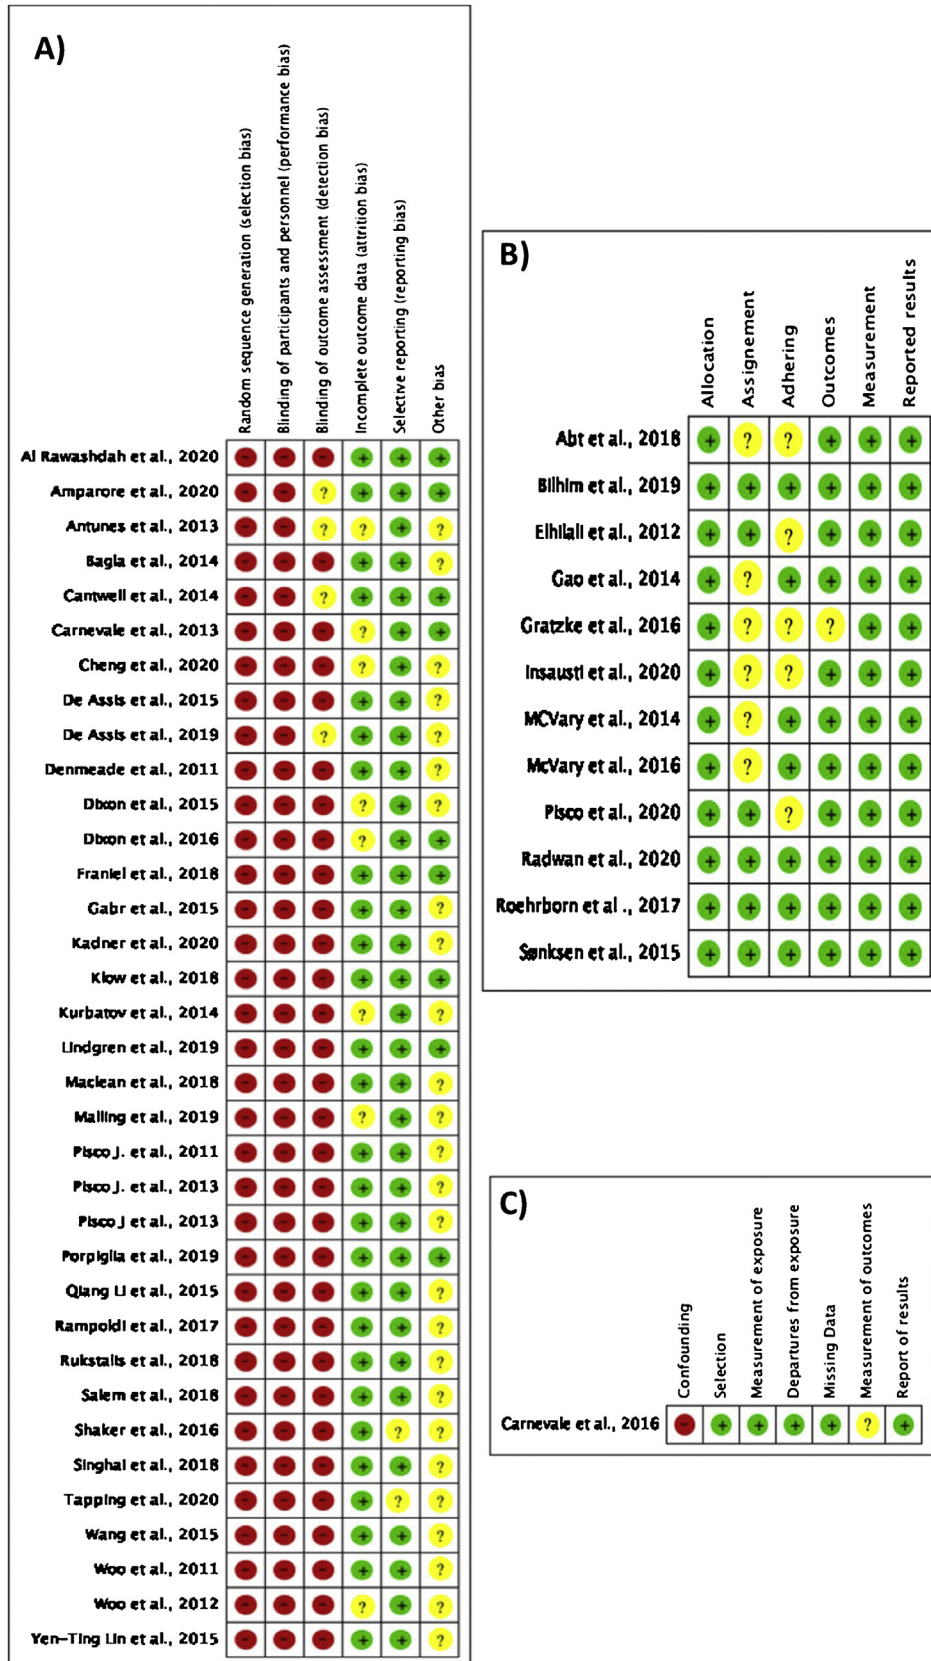 A)
Random sequence generation (selection bias)
Blinding of participants and personnel (performance bias)
Blinding of outcome assessment (detection bias)
Incomplete outcome data (attrition bias)
Selective reporting (reporting bias)
Other bias
Al Rawashdah et al., 2020 - - - + + +
Amparore et al., 2020 - - ? + + +
Antunes et al., 2013 - - ? ? + ?
Bagla et al., 2014 - - - + + ?
Cantwell et al., 2014 - - ? + + +
Carnevale et al., 2013 - - - ? + +
Cheng et al., 2020 - - - ? + ?
De Assis et al., 2015 - - - + + ?
De Assis et al., 2019 - - ? + + ?
Denmeade et al., 2011 - - - + + ?
Dixon et al., 2015 - - - ? + ?
Dixon et al., 2016 - - - ? + +
Franiel et al., 2018 - - - + + +
Gabr et al., 2015 - - - + + ?
Kadner et al., 2020 - - - + + ?
Klow et al., 2018 - - - + + +
Kurbatov et al., 2014 - - - ? + ?
Lindgren et al., 2019 - - - + + +
Maclean et al., 2018 - - - + + ?
Malling et al., 2019 - - - ? + ?
Pisco J. et al., 2011 - - - + + ?
Pisco J. et al., 2013 - - - + + ?
Pisco J et al., 2013 - - - + + ?
Porpiglia et al., 2019 - - - + + +
Qiang Li et al., 2015 - - - + + ?
Rampoldi et al., 2017 - - - + + ?
Rukstalis et al., 2018 - - - + + ?
Salem et al., 2018 - - - + + ?
Shaker et al., 2016 - - - + ? ?
Singhal et al., 2018 - - - + + ?
Tapping et al., 2020 - - - + ? ?
Wang et al., 2015 - - - + + ?
Woo et al., 2011 - - - + + ?
Woo et al., 2012 - - - ? + ?
Yen-Ting Lin et al., 2015 - - - + + ?
B)
Allocation
Assignement
Adhering
Outcomes
Measurement
Reported results
Abt et al., 2018 + ? ? + + +
Bilhim et al., 2019 + + + + + +
Elhilali et al., 2012 + + ? + + +
Gao et al., 2014 + ? + + + +
Gratzke et al., 2016 + ? ? ? + +
Insausti et al., 2020 + ? ? + + +
MCVary et al., 2014 + ? + + + +
McVary et al., 2016 + ? + + + +
Pisco et al., 2020 + + ? + + +
Radwan et al., 2020 + + + + + +
Roehrborn et al ., 2017 + + + + + +
Sønksen et al., 2015 + + + + + +
C)
Confounding
Selection
Measurement of exposure
Departures from exposure
Missing Data
Measurement of outcomes
Report of results
Carnevale et al., 2016 - + + + + ? +